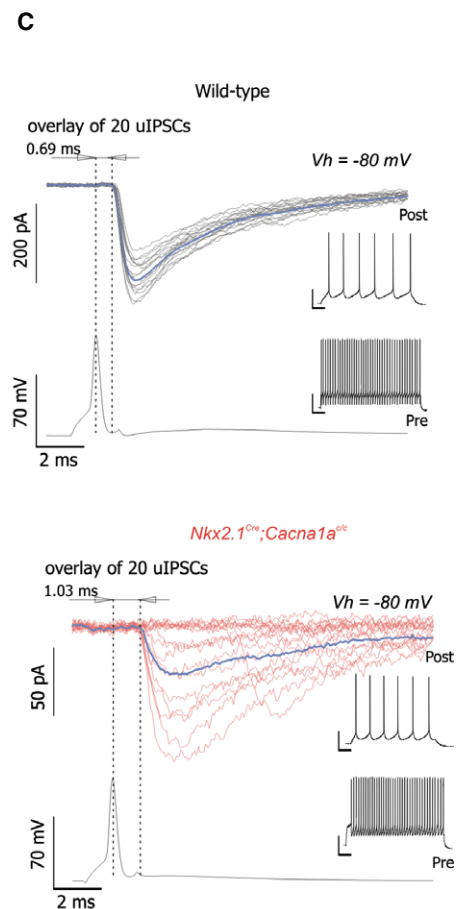 C
Wild-type
overlay of 20 uIPSCs
0.69 ms
Vh = -80 mV
Post
200 pA
70 mV
Pre
2 ms
Nkx2.1Cre;Cacna1ac/c
overlay of 20 uIPSCs
1.03 ms
Vh = -80 mV
Post
50 pA
70 mV
Pre
2 ms